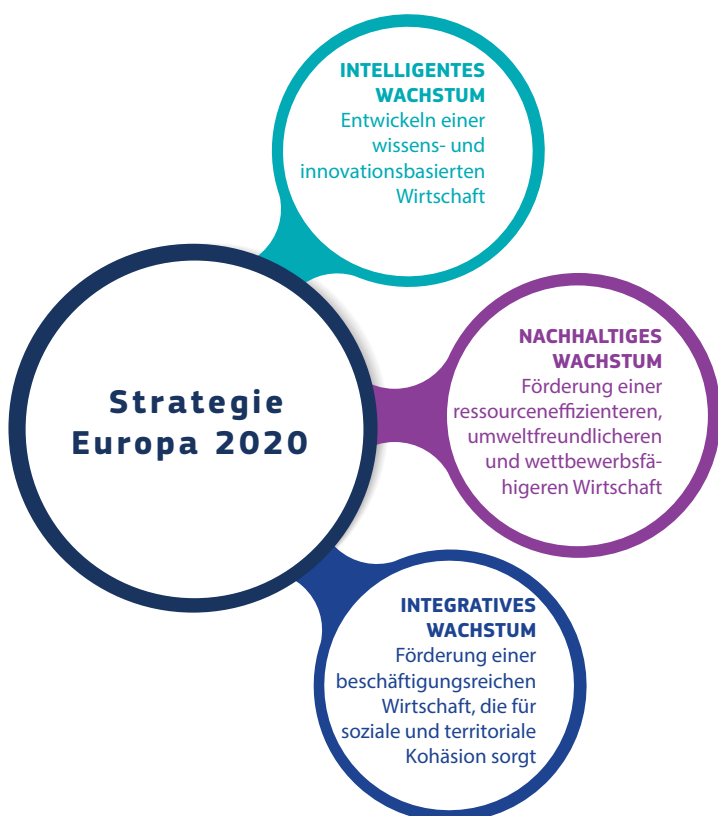 INTELLIGENTES
WACHSTUM
Entwickeln einer
wissens- und
innovationsbasierten
Wirtschaft
Strategie
Europa 2020
NACHHALTIGES
WACHSTUM
Förderung einer
ressourceneffizienteren,
umweltfreundlicheren
und wettbewerbsfä-
higeren Wirtschaft
INTEGRATIVES
WACHSTUM
Förderung einer
beschäftigungsreichen
Wirtschaft, die für
soziale und territoriale
Kohäsion sorgt